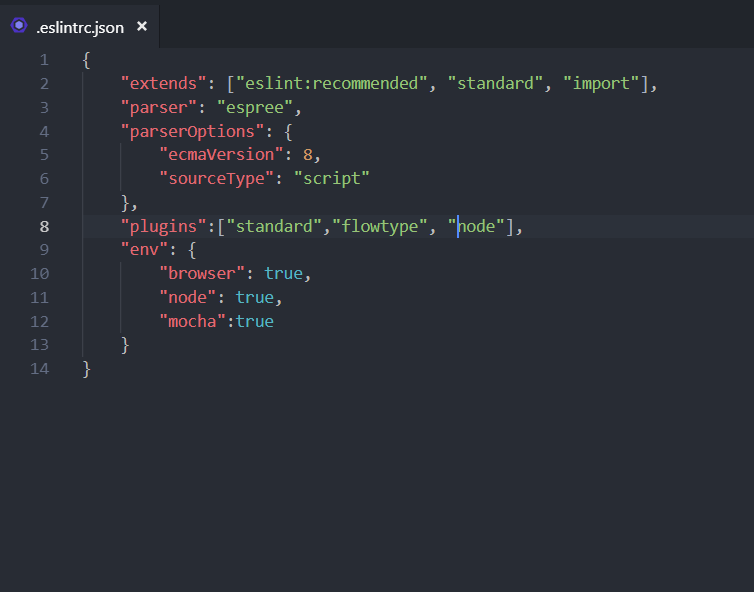 .eslintrc.json ×
1 {
2 "extends": ["eslint:recommended", "standard", "import"],
3 "parser": "espree",
4 "parserOptions": {
5 "ecmaVersion": 8,
6 "sourceType": "script"
7 },
8 "plugins":["standard","flowtype", "node"],
9 "env": {
10 "browser": true,
11 "node": true,
12 "mocha":true
13 }
14 }